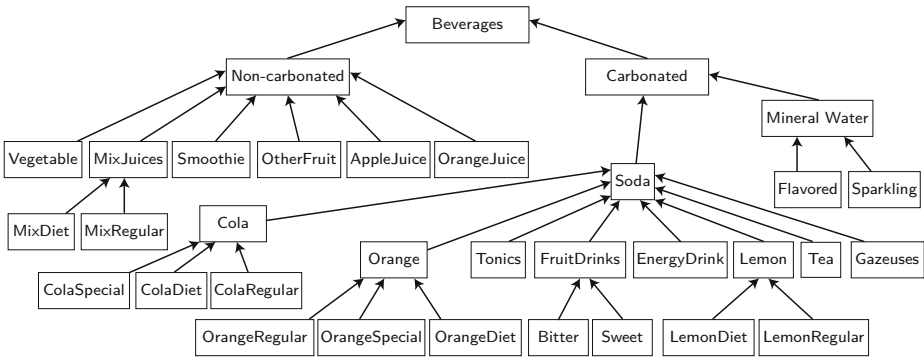 Beverages
Non-carbonated
Carbonated
Mineral Water
Vegetable
MixJuices
Smoothie
OtherFruit
AppleJuice
OrangeJuice
Soda
Flavored
Sparkling
MixDiet
MixRegular
Cola
Orange
Tonics
FruitDrinks
EnergyDrink
Lemon
Tea
Gazeuses
ColaSpecial
ColaDiet
ColaRegular
OrangeRegular
OrangeSpecial
OrangeDiet
Bitter
Sweet
LemonDiet
LemonRegular